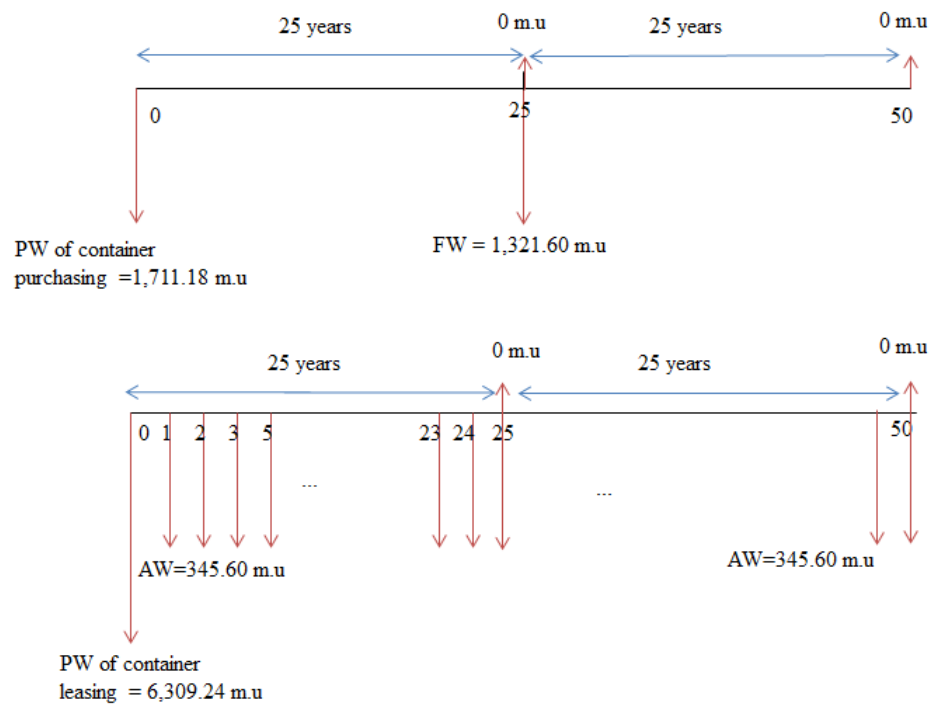 25 years 0 m.u 25 years 0 m.u
0 25 50
PW of container
purchasing =1,711.18 m.u
FW = 1,321.60 m.u
25 years 0 m.u 25 years 0 m.u
0 1 2 3 5 23 24 25 50
... ...
AW=345.60 m.u AW=345.60 m.u
PW of container
leasing = 6,309.24 m.u